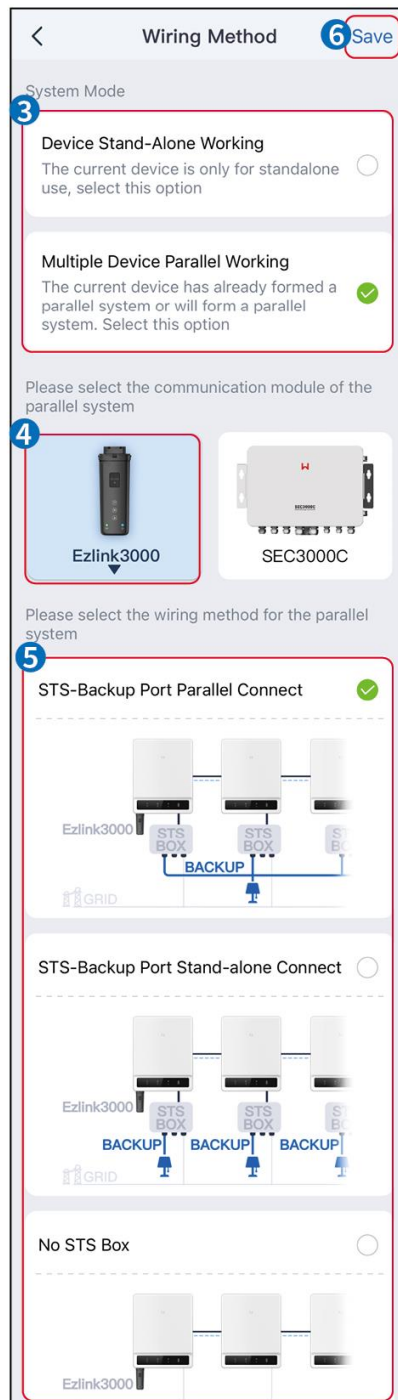 Wiring Method
6
Save
System Mode
3
Device Stand-Alone Working
The current device is only for standalone
use, select this option
Multiple Device Parallel Working
The current device has already formed a
parallel system or will form a parallel
system. Select this option
Please select the communication module of the
parallel system
4
Ezlink3000
SEC3000C
SEC3000C
Please select the wiring method for the parallel
system
5
STS-Backup Port Parallel Connect
Ezlink3000
STS
BOX
STS
BOX
BACKUP
GRID
STS-Backup Port Stand-alone Connect
Ezlink3000
STS
BOX
STS
BOX
BACKUP
BACKUP
BACKUP
GRID
No STS Box
Ezlink3000